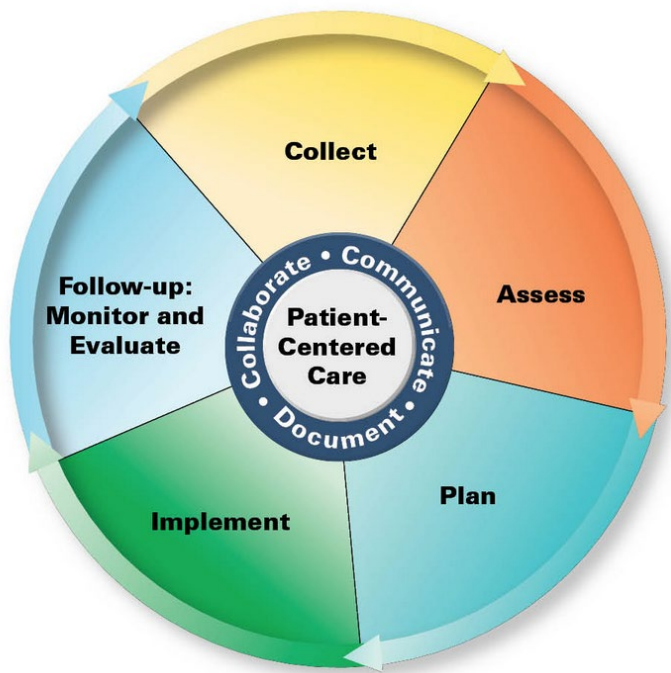 Collect
Assess
Plan
Implement
Follow-up:
Monitor and
Evaluate
Collaborate • Communicate •
Document •
Patient-
Centered
Care